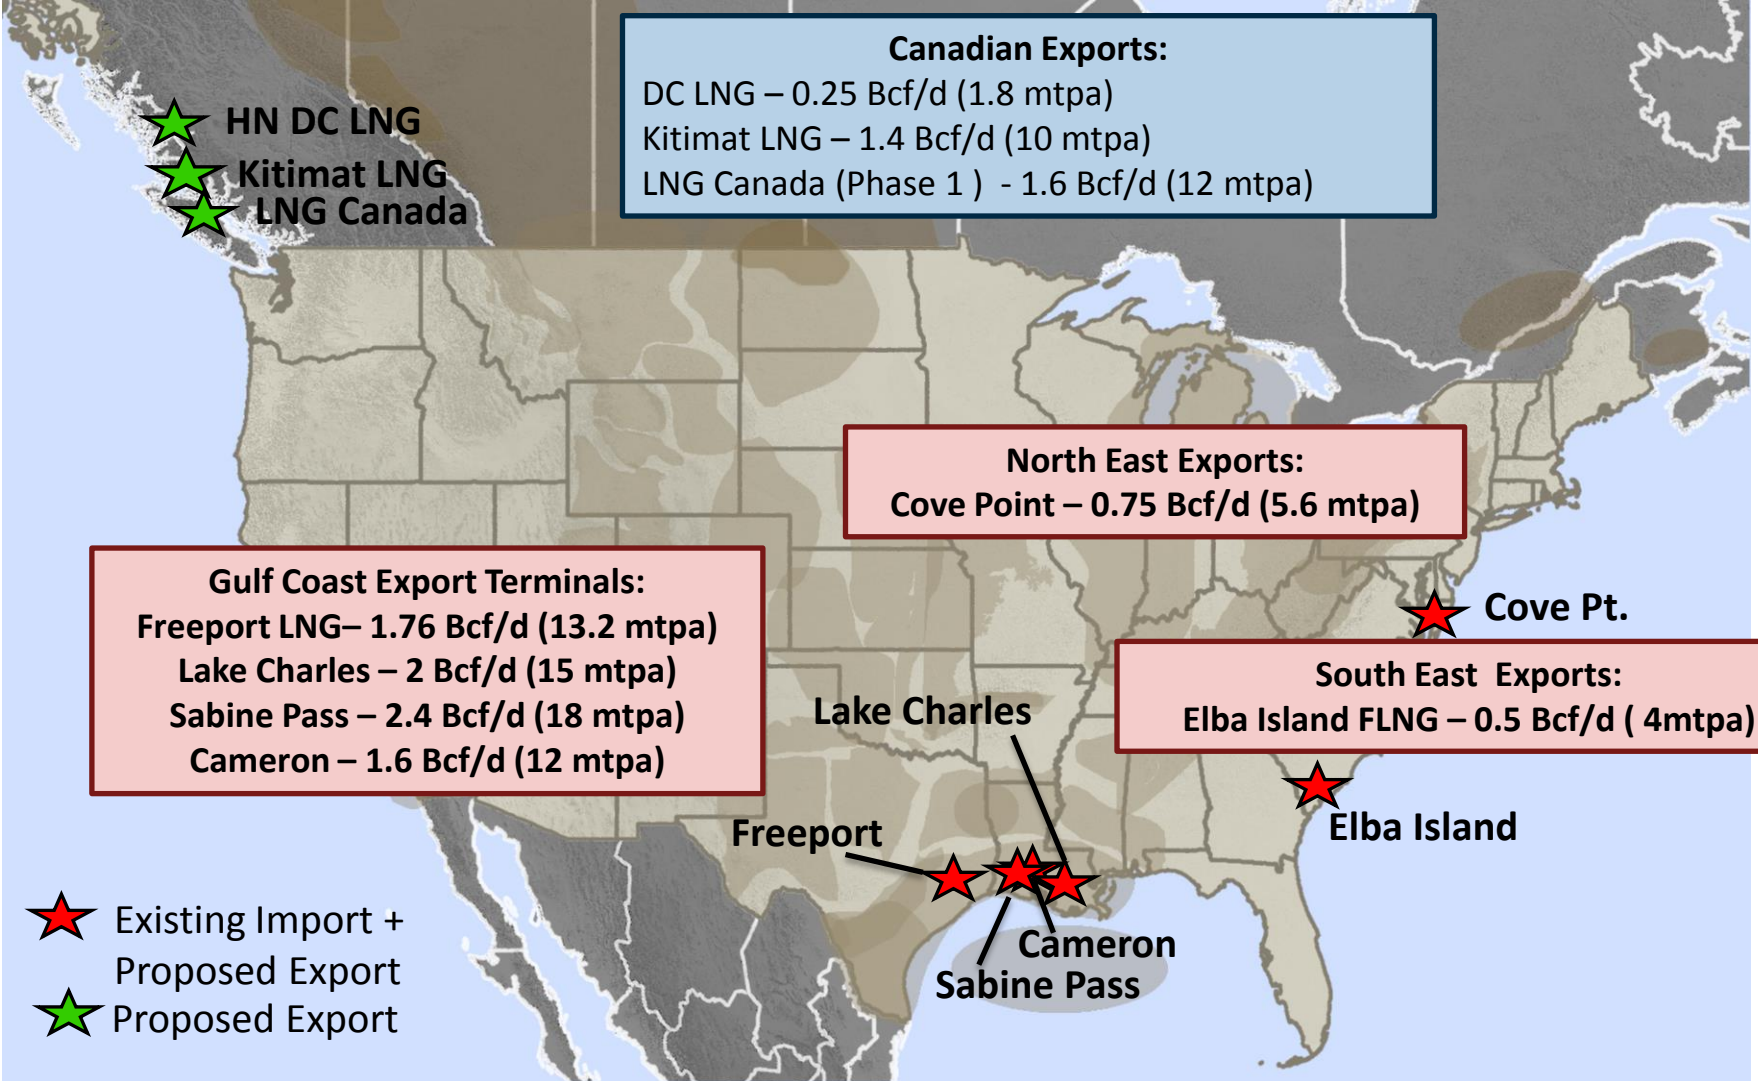 Canadian Exports:
DC LNG – 0.25 Bcf/d (1.8 mtpa)
Kitimat LNG – 1.4 Bcf/d (10 mtpa)
LNG Canada (Phase 1 )  - 1.6 Bcf/d (12 mtpa)
HN DC LNG
Kitimat LNG
LNG Canada
North East Exports:
Cove Point – 0.75 Bcf/d (5.6 mtpa)
Gulf Coast Export Terminals:
Freeport LNG– 1.76 Bcf/d (13.2 mtpa)
Lake Charles – 2 Bcf/d (15 mtpa)
Sabine Pass – 2.4 Bcf/d (18 mtpa)
Cameron – 1.6 Bcf/d (12 mtpa)
Cove Pt.
South East  Exports:
Elba Island FLNG – 0.5 Bcf/d ( 4mtpa)
Lake Charles
Freeport
Elba Island
Cameron
Sabine Pass
Existing Import +
Proposed Export
Proposed Export